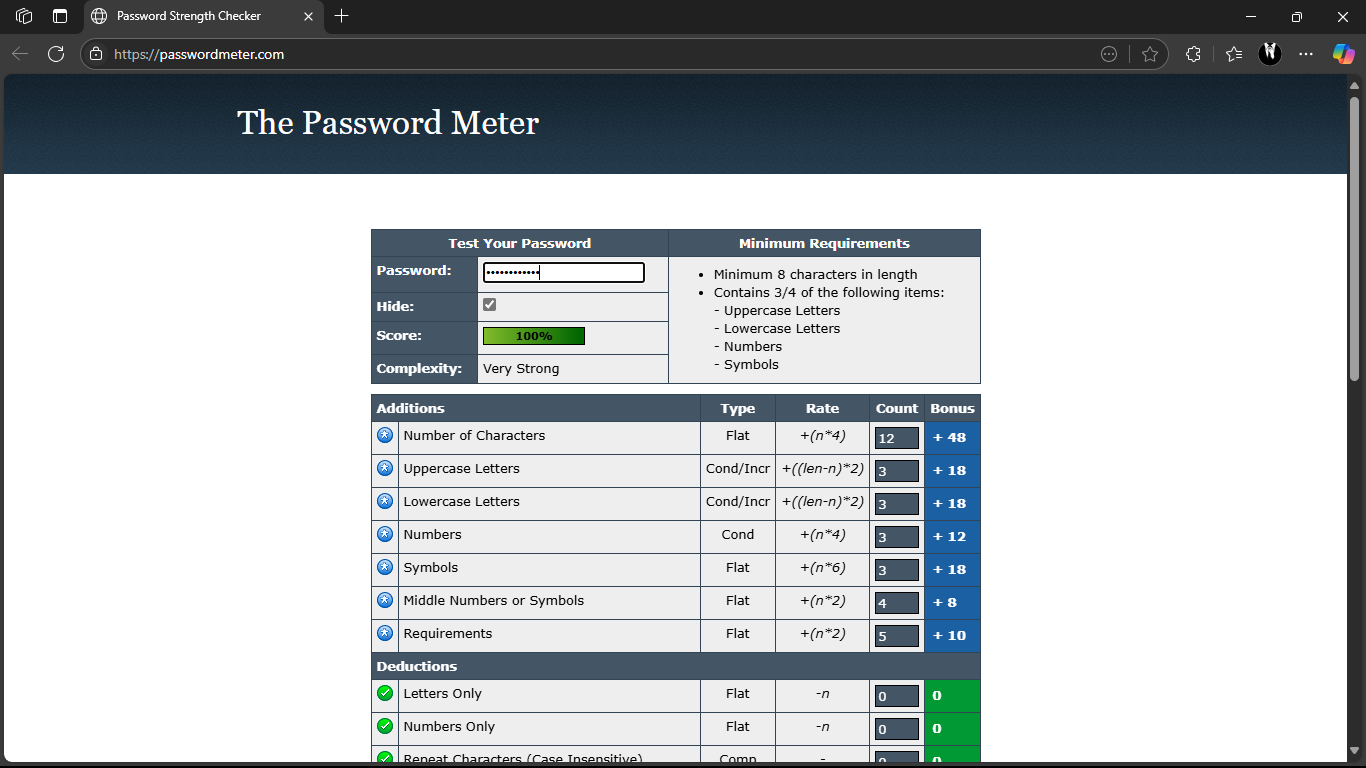 Password Strength Checker
https://passwordmeter.com
The Password Meter
Test Your Password Minimum Requirements
Password: ••••••••••••
Hide:
Score: 100%
Complexity: Very Strong
• Minimum 8 characters in length
• Contains 3/4 of the following items:
- Uppercase Letters
- Lowercase Letters
- Numbers
- Symbols
Additions Type Rate Count Bonus
Number of Characters Flat +(n*4) 12 + 48
Uppercase Letters Cond/Incr +((len-n)*2) 3 + 18
Lowercase Letters Cond/Incr +((len-n)*2) 3 + 18
Numbers Cond +(n*4) 3 + 12
Symbols Flat +(n*6) 3 + 18
Middle Numbers or Symbols Flat +(n*2) 4 + 8
Requirements Flat +(n*2) 5 + 10
Deductions
Letters Only Flat -n 0 0
Numbers Only Flat -n 0 0
Repeat Characters (Case Insensitive) Comp - 0 0